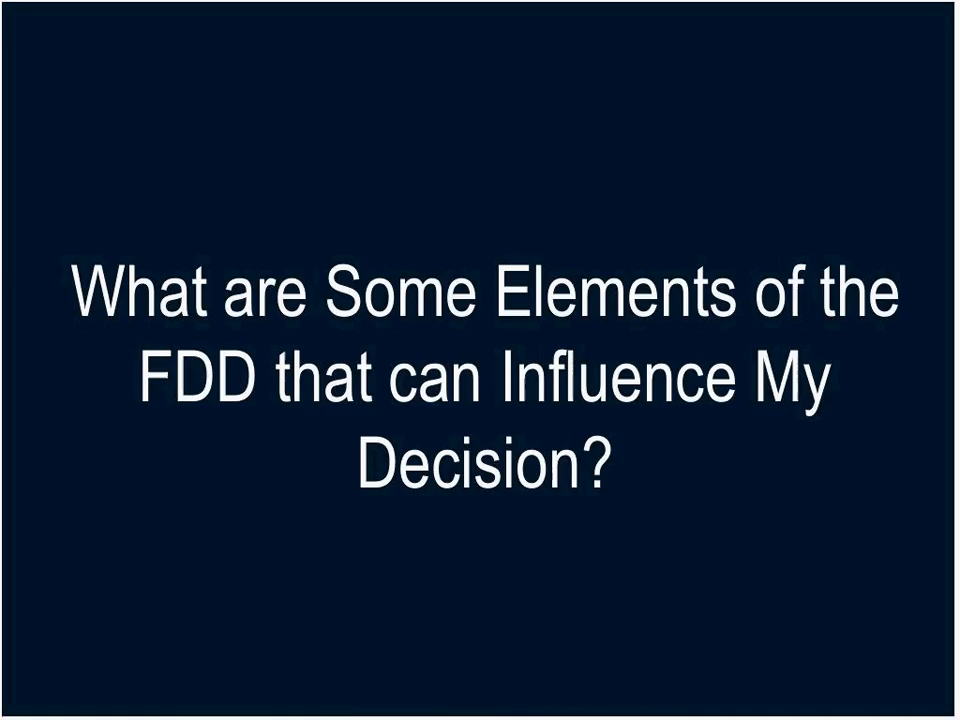 What are Some Elements of the
FDD that can Influence My
Decision?